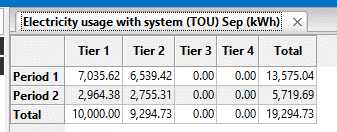 Electricity usage with system (TOU) Sep (kWh)
Tier 1 Tier 2 Tier 3 Tier 4 Total
Period 1 7,035.62 6,539.42 0.00 0.00 13,575.04
Period 2 2,964.38 2,755.31 0.00 0.00 5,719.69
Total 10,000.00 9,294.73 0.00 0.00 19,294.73